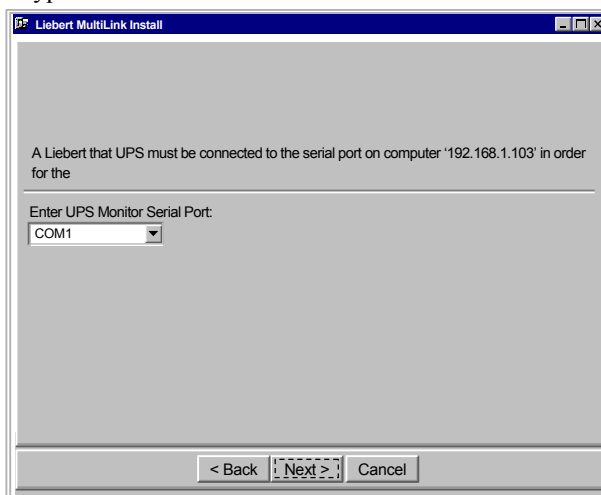 Liebert MultiLink Install
A Liebert that UPS must be connected to the serial port on computer ‘192.168.1.103’ in order
for the
Enter UPS Monitor Serial Port:
COM1
< Back Next > Cancel